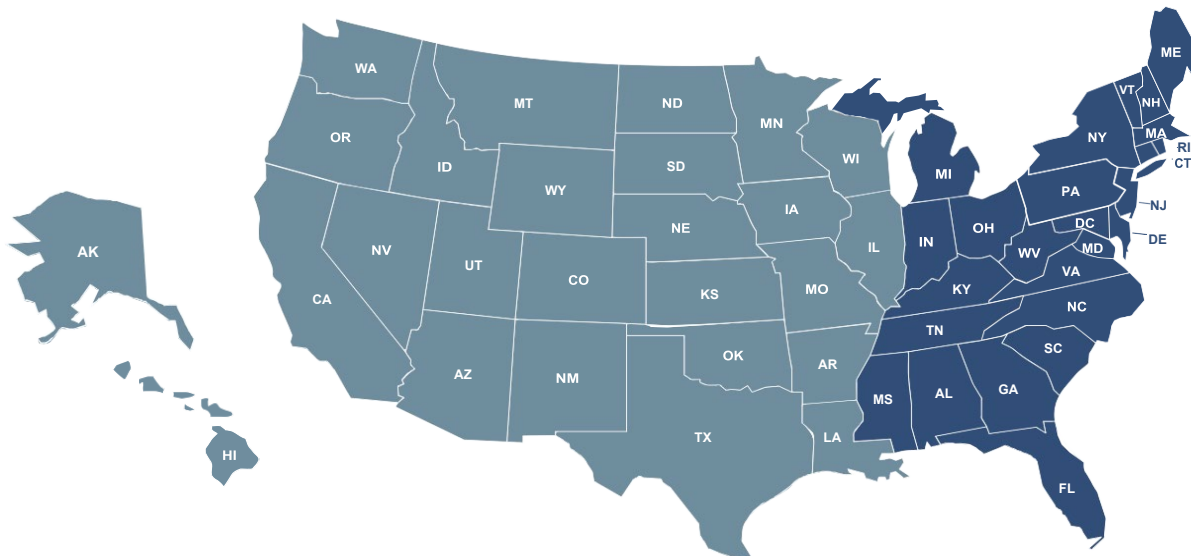 ME
WA
VT
NH
MT
ND
MN
OR
NY
MA
RI
WI
CT
ID
SD
MI
WY
PA
IA
NJ
NE
DC
OH
DE
IN
NV
IL
MD
AK
UT
WV
CO
VA
KS
MO
KY
CA
NC
TN
SC
OK
AR
AZ
NM
GA
AL
MS
TX
LA
HI
FL